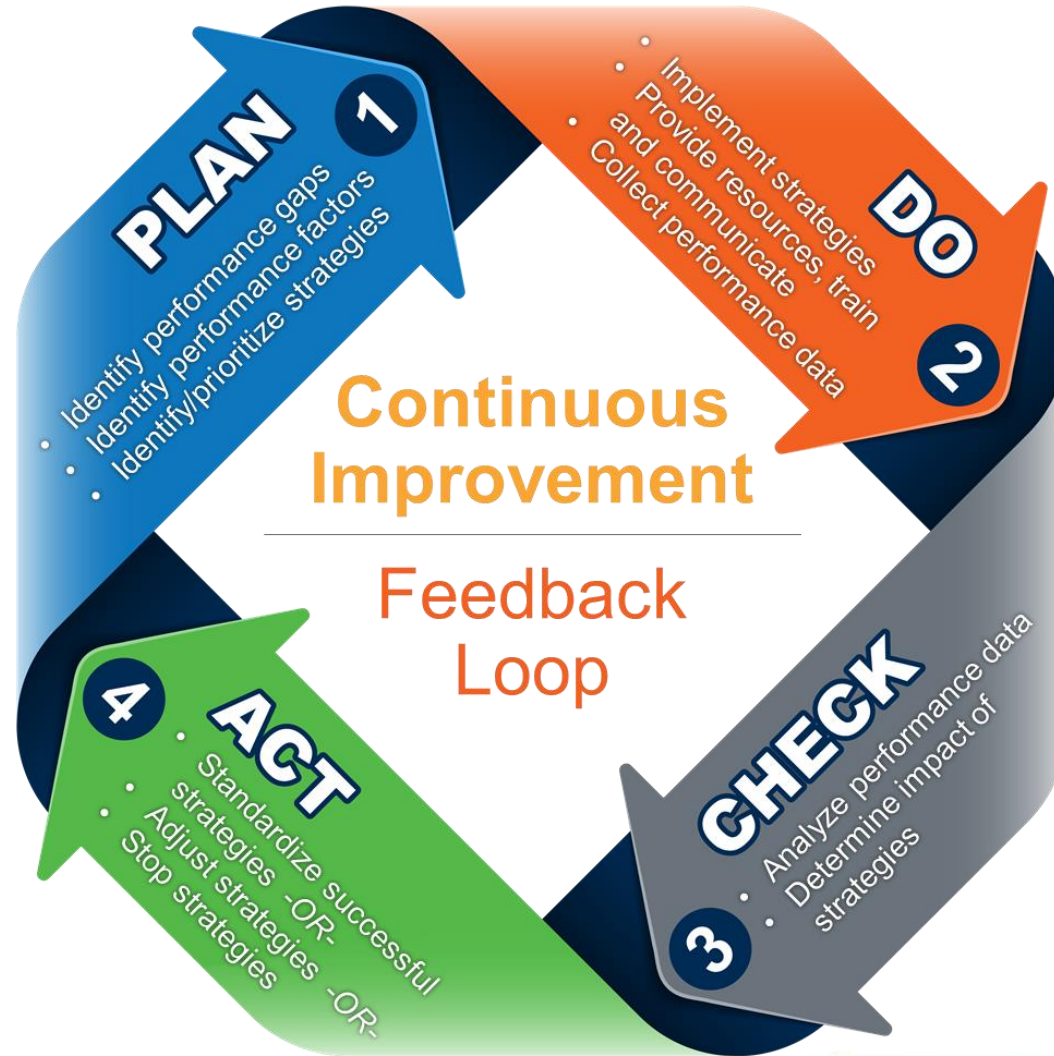 Continuous
Improvement
Feedback
Loop
1
PLAN
• Identify performance gaps
• Identify performance factors
• Identify/prioritize strategies
2
DO
• Implement strategies
• Provide resources, train
and communicate
• Collect performance data
3
CHECK
• Analyze performance data
• Determine impact of
strategies
4
ACT
• Standardize successful
strategies -OR-
• Adjust strategies -OR-
• Stop strategies